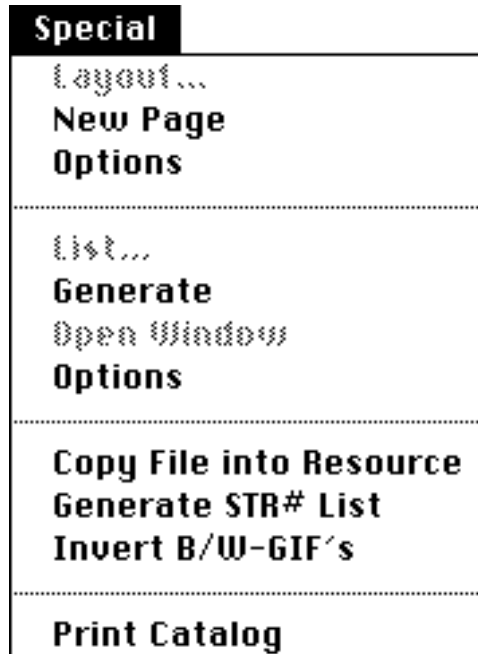 Special
Layout...
New Page
Options
List...
Generate
Open Window
Options
Copy File into Resource
Generate STR# List
Invert B/W-GIF´s
Print Catalog